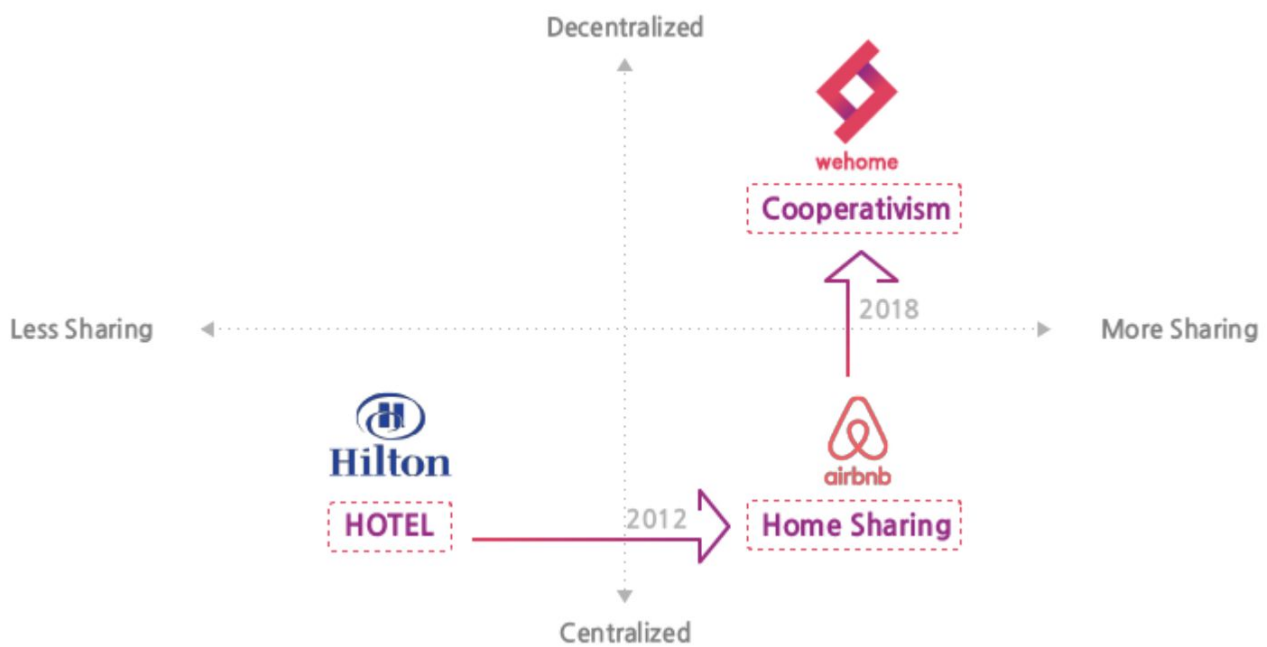 Decentralized
wehome
Cooperativism
2018
Less Sharing
More Sharing
Hilton
airbnb
HOTEL
2012
Home Sharing
Centralized